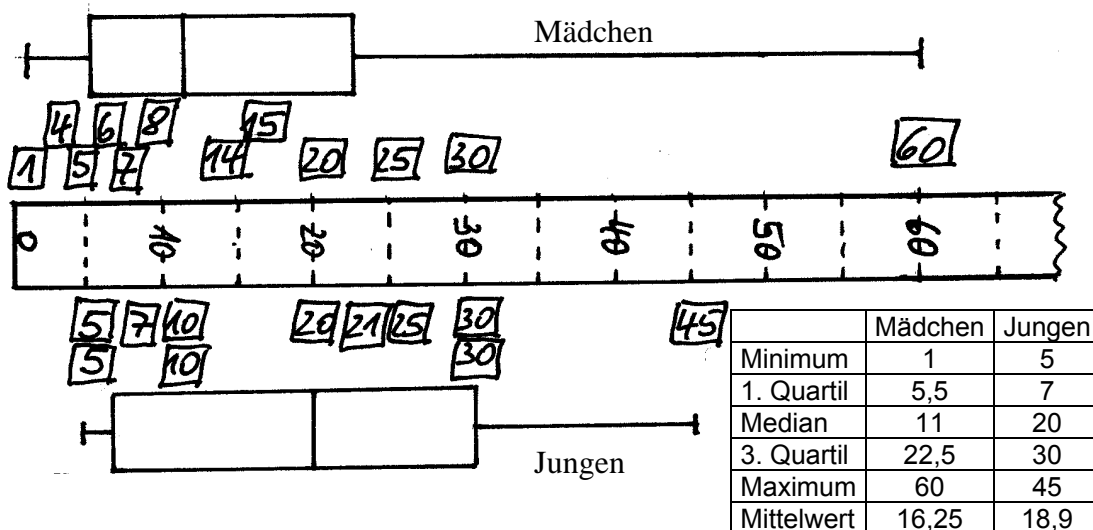 Mädchen
4 6 8 15
1 5 7 14 20 25 30 60
0 10 20 30 40 50 60
5 7 10 20 21 25 30 45
5 10 30
Jungen
Mädchen Jungen
Minimum 1 5
1. Quartil 5,5 7
Median 11 20
3. Quartil 22,5 30
Maximum 60 45
Mittelwert 16,25 18,9